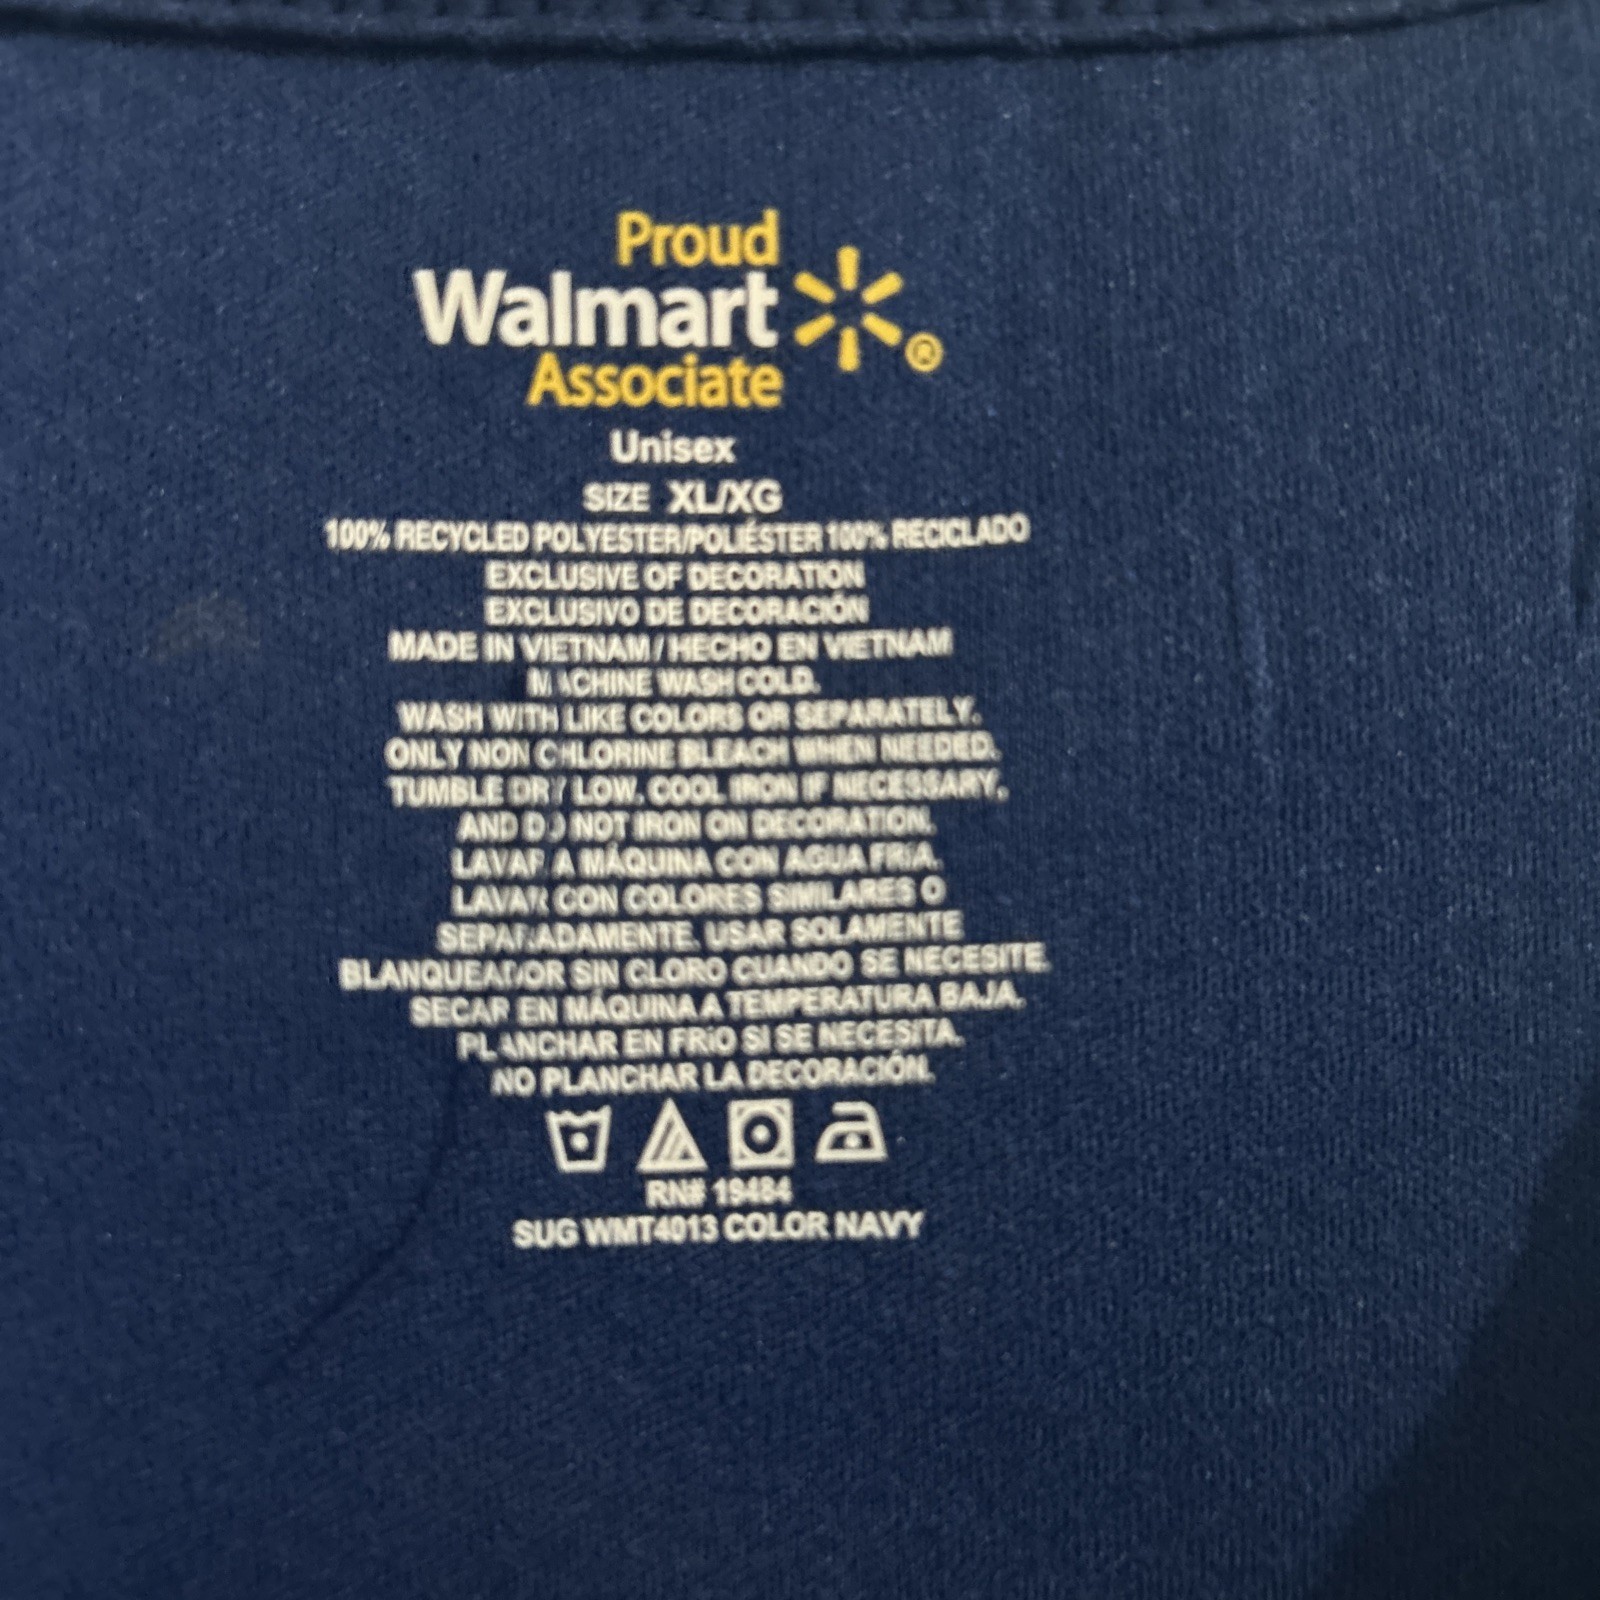 Proud
Walmart ®
Associate
Unisex
SIZE XL/XG
100% RECYCLED POLYESTER/POLIÉSTER 100% RECICLADO
EXCLUSIVE OF DECORATION
EXCLUSIVO DE DECORACIÓN
MADE IN VIETNAM / HECHO EN VIETNAM
MACHINE WASH COLD.
WASH WITH LIKE COLORS OR SEPARATELY.
ONLY NON CHLORINE BLEACH WHEN NEEDED.
TUMBLE DRY LOW. COOL IRON IF NECESSARY,
AND DO NOT IRON ON DECORATION.
LAVAR A MÁQUINA CON AGUA FRíA.
LAVAR CON COLORES SIMILARES O
SEPARADAMENTE. USAR SOLAMENTE
BLANQUEADOR SIN CLORO CUANDO SE NECESITE.
SECAR EN MÁQUINA A TEMPERATURA BAJA.
PLANCHAR EN FRíO SI SE NECESITA.
NO PLANCHAR LA DECORACIÓN.
RN# 19484
SUG WMT4013 COLOR NAVY